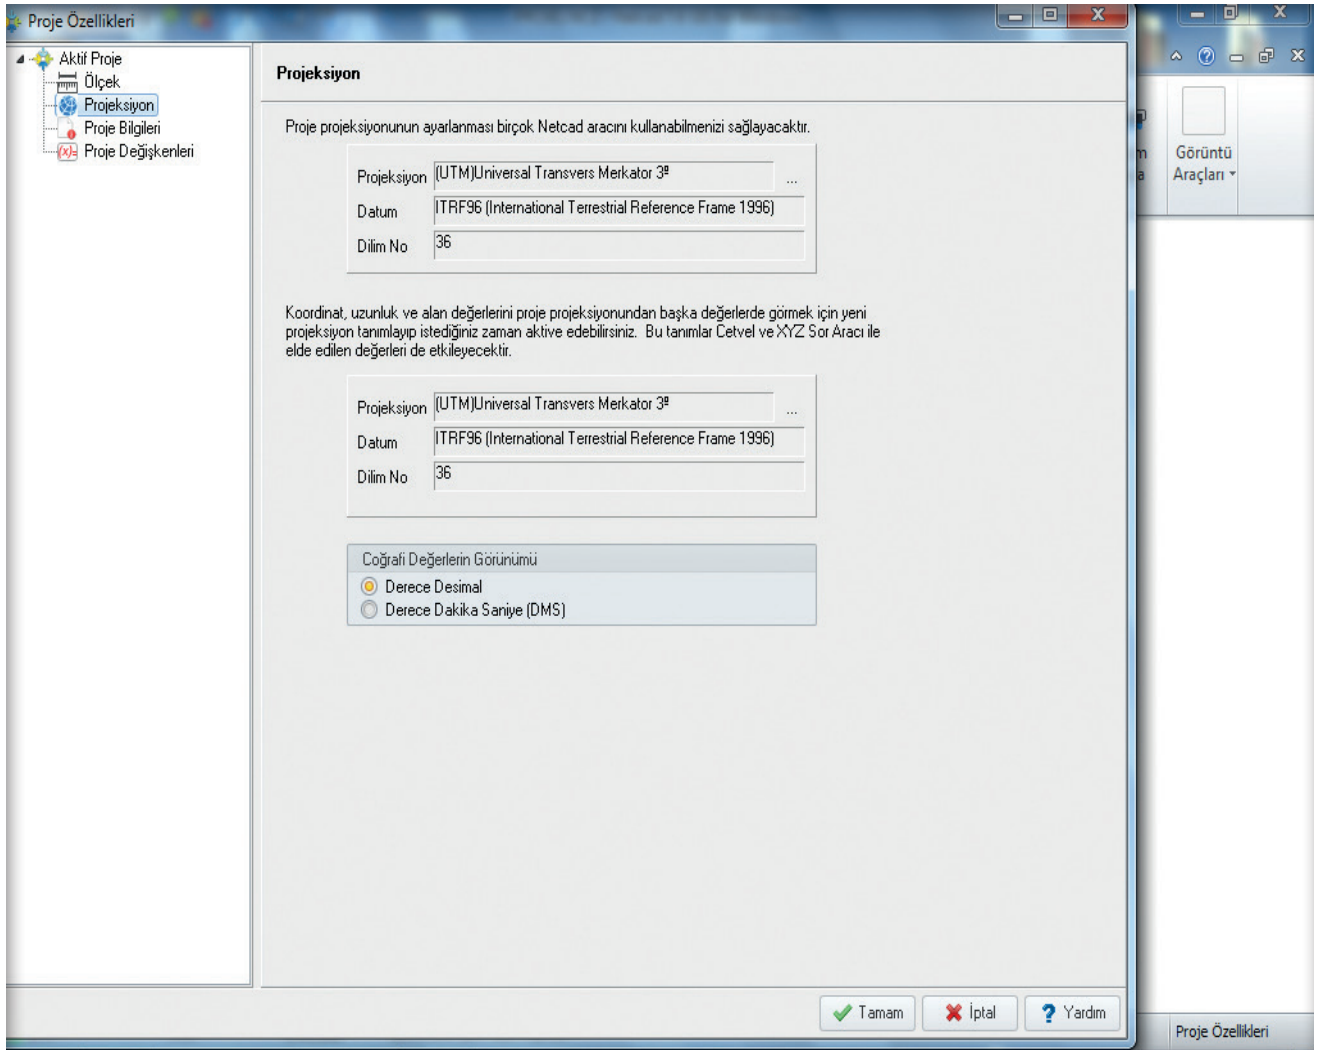 Proje Özellikleri
Aktif Proje
Ölçek
Projeksiyon
Proje Bilgileri
Proje Değişkenleri
Projeksiyon
Proje projeksiyonunun ayarlanması birçok Netcad aracını kullanabilmenizi sağlayacaktır.
Projeksiyon (UTM)Universal Transvers Merkator 3º ...
Datum ITRF96 (International Terrestrial Reference Frame 1996)
Dilim No 36
Koordinat, uzunluk ve alan değerlerini proje projeksiyonundan başka değerlerde görmek için yeni
projeksiyon tanımlayıp istediğiniz zaman aktive edebilirsiniz. Bu tanımlar Cetvel ve XYZ Sor Aracı ile
elde edilen değerleri de etkileyecektir.
Projeksiyon (UTM)Universal Transvers Merkator 3º ...
Datum ITRF96 (International Terrestrial Reference Frame 1996)
Dilim No 36
Coğrafi Değerlerin Görünümü
Derece Desimal
Derece Dakika Saniye (DMS)
Tamam
İptal
Yardım
Görüntü
Araçları
Proje Özellikleri